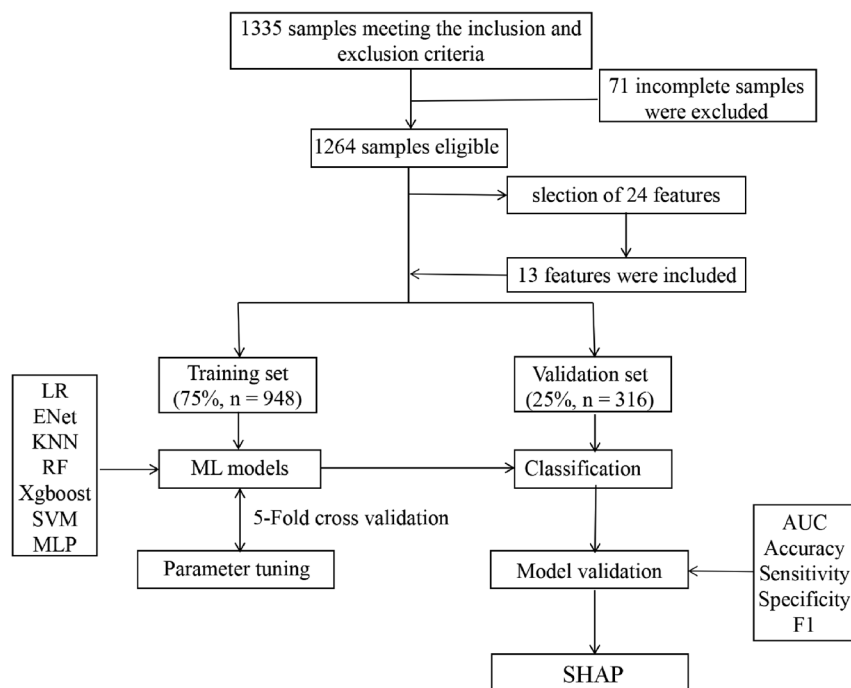 1335 samples meeting the inclusion and
exclusion criteria
71 incomplete samples
were excluded
1264 samples eligible
slection of 24 features
13 features were included
Training set
(75%, n = 948)
Validation set
(25%, n = 316)
LR
ENet
KNN
RF
Xgboost
SVM
MLP
ML models
Classification
5-Fold cross validation
Parameter tuning
Model validation
AUC
Accuracy
Sensitivity
Specificity
F1
SHAP